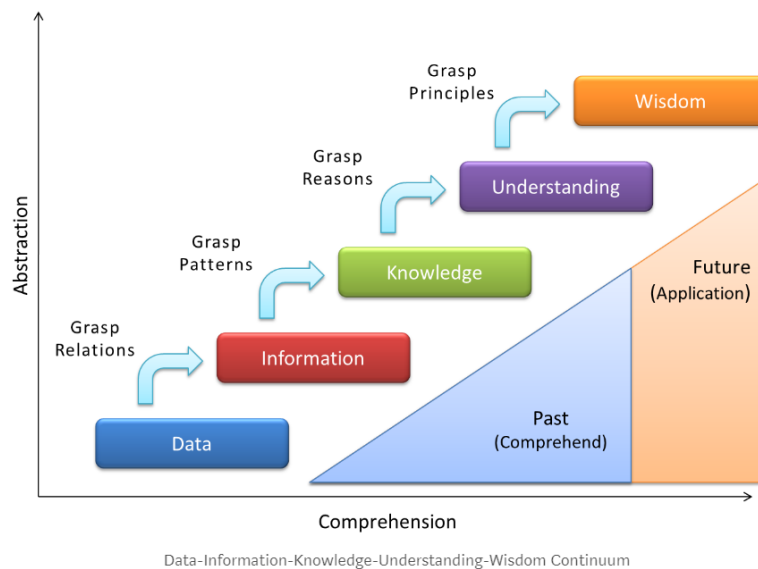 Grasp
Principles
Wisdom
Grasp
Reasons
Understanding
Grasp
Patterns
Knowledge
Future
(Application)
Grasp
Relations
Information
Past
(Comprehend)
Data
Abstraction
Comprehension
Data-Information-Knowledge-Understanding-Wisdom Continuum